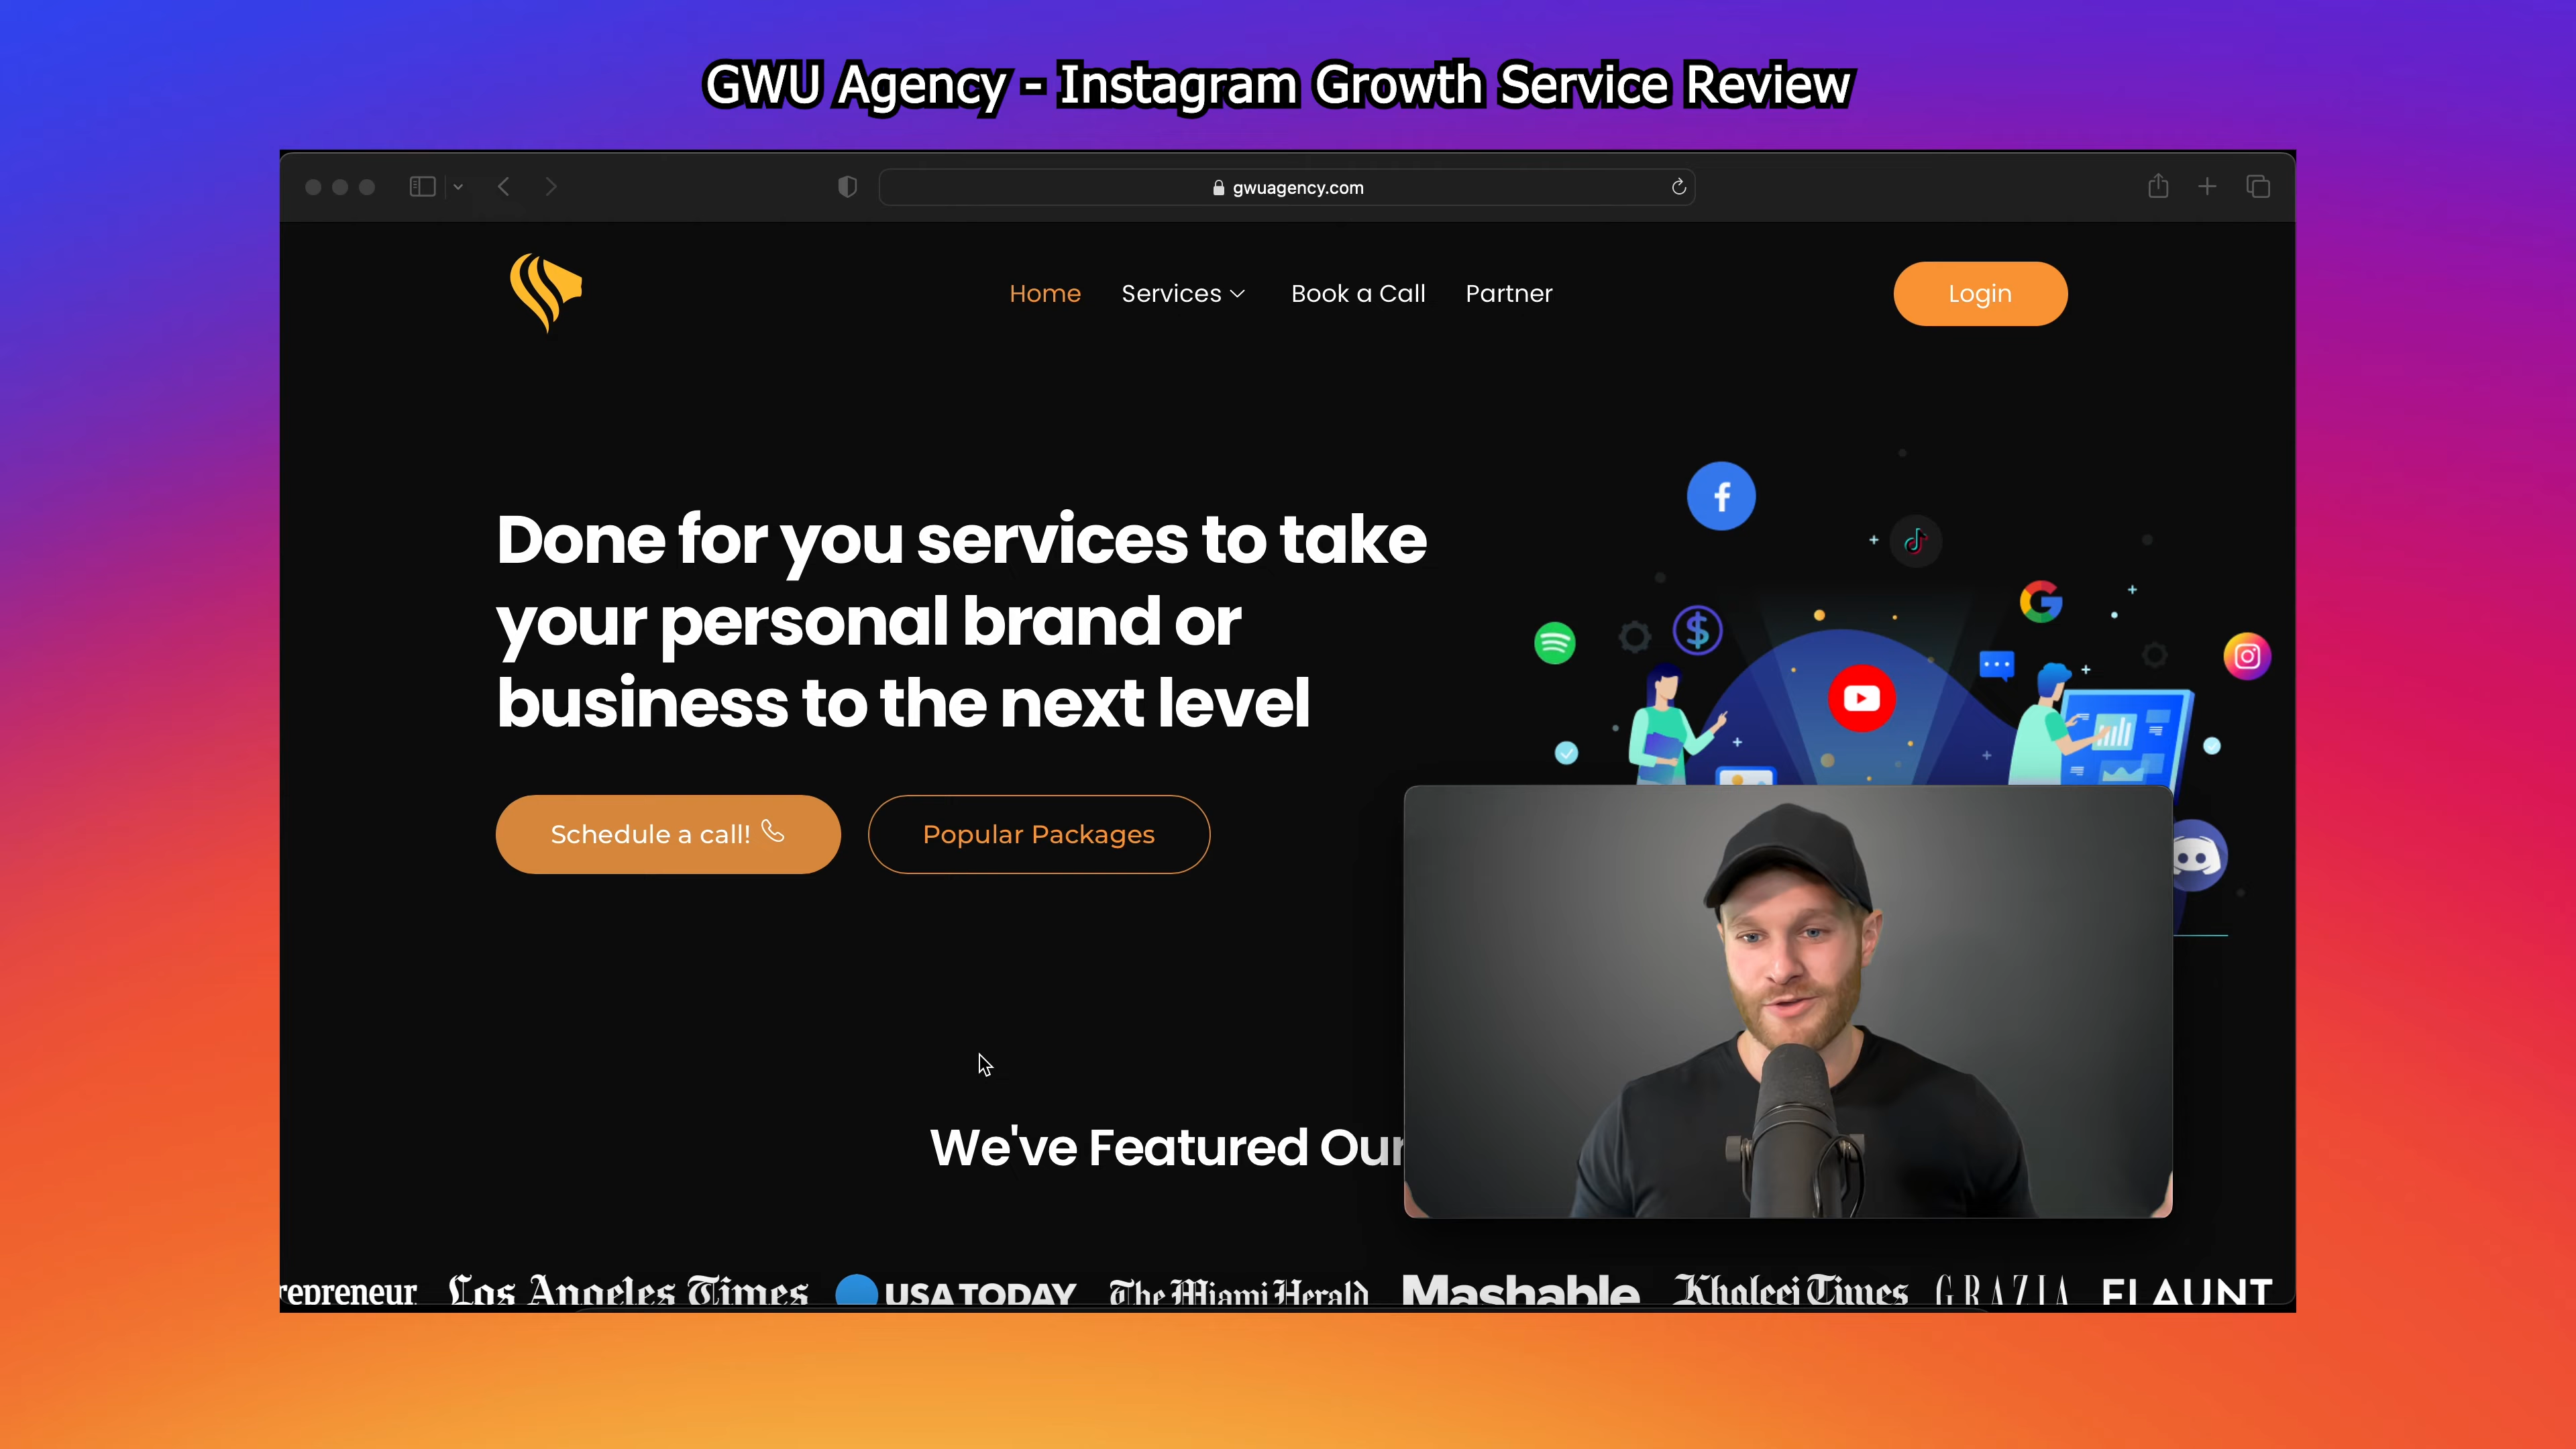 GWU Agency - Instagram Growth Service Review
gwuagency.com
Home Services Book a Call Partner Login
Done for you services to take
your personal brand or
business to the next level
Schedule a call! Popular Packages
We've Featured Our
repreneur Los Angeles Times USA TODAY The Miami Herald Mashable Khaleej Times GRAZIA FLAUNT